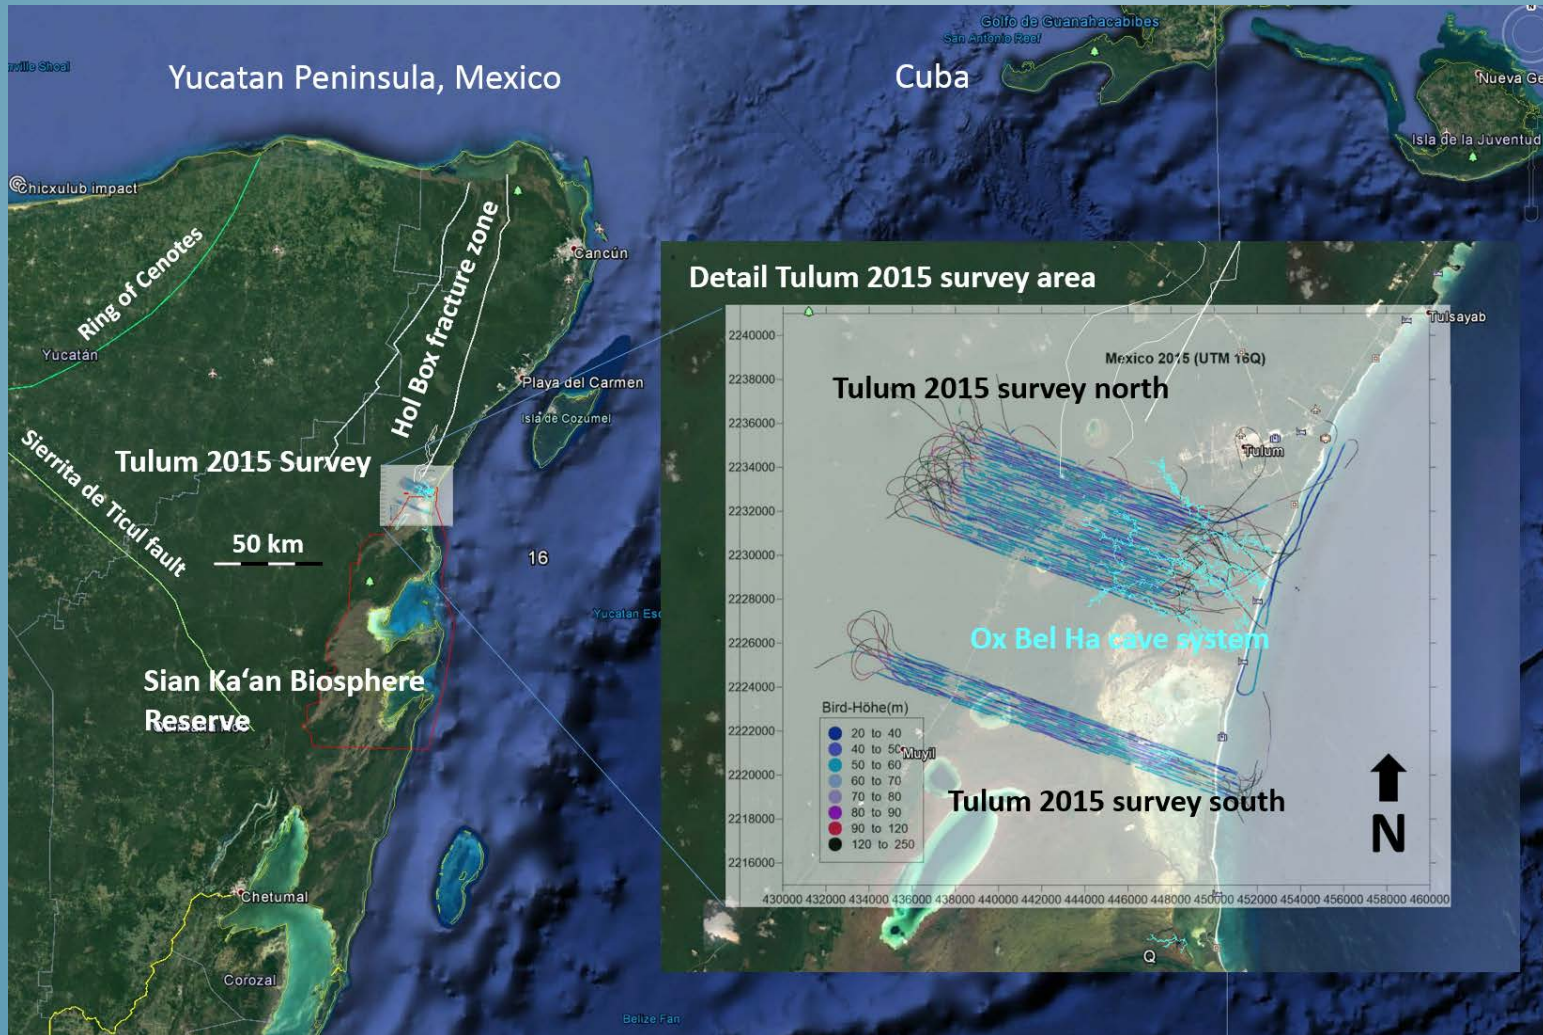 Golfo de Guanahacabibes
San Antonio Reef
Yucatan Peninsula, Mexico
Cuba
Isla de la Juventud
Chicxulub impact
Ring of Cenotes
Hol Box fracture zone
Cancún
Yucatán
Playa del Carmen
Isla de Cozumel
Sierrita de Ticul fault
Tulum 2015 Survey
50 km
16
Sian Ka‘an Biosphere
Reserve
Chetumal
Corozal
Belize Fan
Detail Tulum 2015 survey area
Tulsayab
Mexico 2015 (UTM 16Q)
Tulum 2015 survey north
Tulum
Ox Bel Ha cave system
Muyil
Tulum 2015 survey south
N
Q
2240000
2238000
2236000
2234000
2232000
2230000
2228000
2226000
2224000
2222000
2220000
2218000
2216000
430000 432000 434000 436000 438000 440000 442000 444000 446000 448000 450000 452000 454000 456000 458000 460000
Bird-Höhe(m)
20 to 40
40 to 50
50 to 60
60 to 70
70 to 80
80 to 90
90 to 120
120 to 250